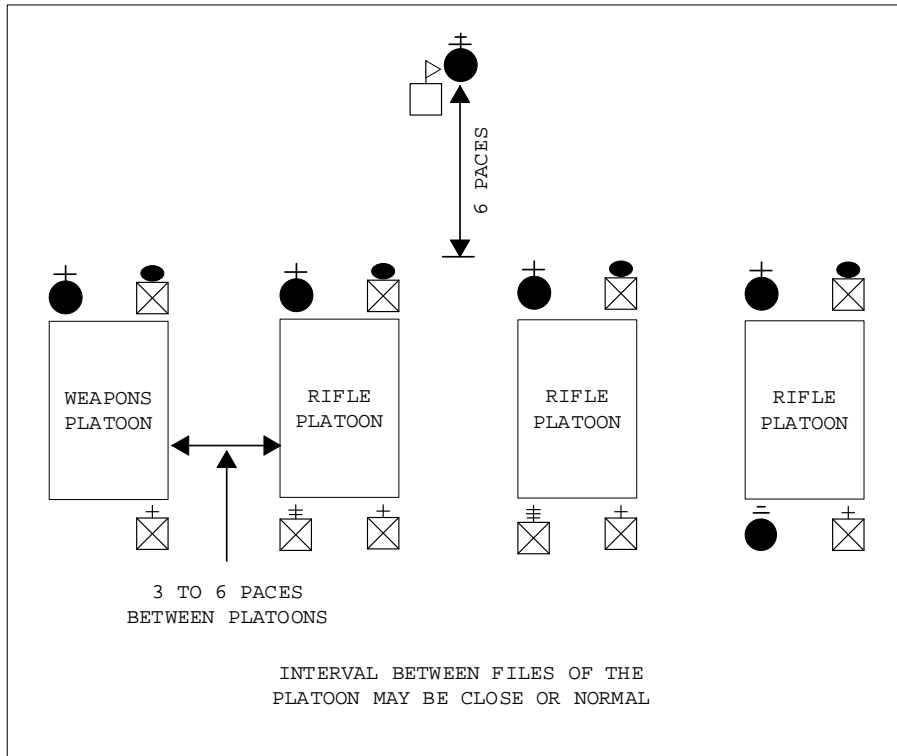 6 PACES
WEAPONS
PLATOON
RIFLE
PLATOON
RIFLE
PLATOON
RIFLE
PLATOON
3 TO 6 PACES
BETWEEN PLATOONS
INTERVAL BETWEEN FILES OF THE
PLATOON MAY BE CLOSE OR NORMAL